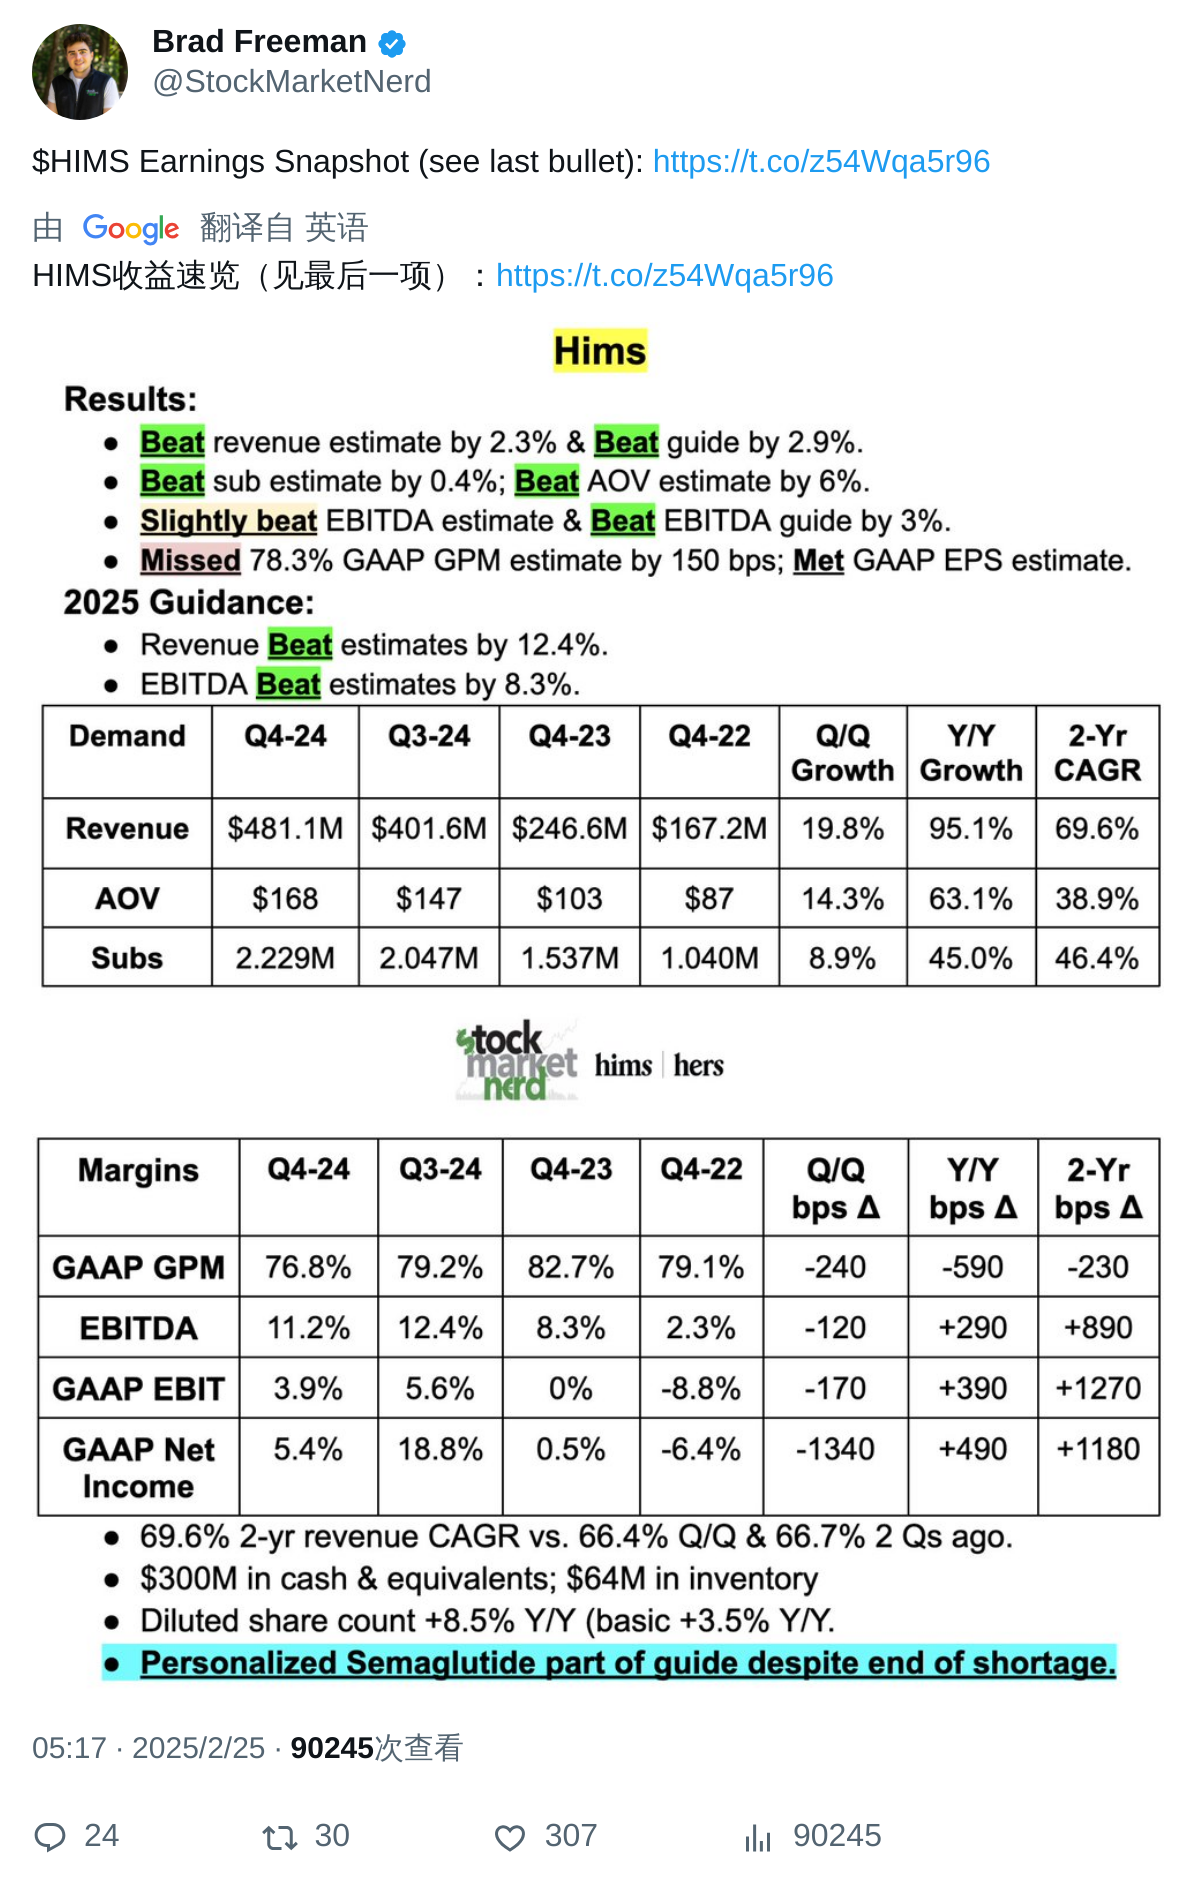 Brad Freeman
@StockMarketNerd
$HIMS Earnings Snapshot (see last bullet): https://t.co/z54Wqa5r96
由 Google 翻译自 英语
HIMS收益速览（见最后一项）：https://t.co/z54Wqa5r96
Hims
Results:
● Beat revenue estimate by 2.3% & Beat guide by 2.9%.
● Beat sub estimate by 0.4%; Beat AOV estimate by 6%.
● Slightly beat EBITDA estimate & Beat EBITDA guide by 3%.
● Missed 78.3% GAAP GPM estimate by 150 bps; Met GAAP EPS estimate.
2025 Guidance:
● Revenue Beat estimates by 12.4%.
● EBITDA Beat estimates by 8.3%.
Demand Q4-24 Q3-24 Q4-23 Q4-22 Q/Q Growth Y/Y Growth 2-Yr CAGR
Revenue $481.1M $401.6M $246.6M $167.2M 19.8% 95.1% 69.6%
AOV $168 $147 $103 $87 14.3% 63.1% 38.9%
Subs 2.229M 2.047M 1.537M 1.040M 8.9% 45.0% 46.4%
stock
market
nerd
hims | hers
Margins Q4-24 Q3-24 Q4-23 Q4-22 Q/Q bps Δ Y/Y bps Δ 2-Yr bps Δ
GAAP GPM 76.8% 79.2% 82.7% 79.1% -240 -590 -230
EBITDA 11.2% 12.4% 8.3% 2.3% -120 +290 +890
GAAP EBIT 3.9% 5.6% 0% -8.8% -170 +390 +1270
GAAP Net Income 5.4% 18.8% 0.5% -6.4% -1340 +490 +1180
● 69.6% 2-yr revenue CAGR vs. 66.4% Q/Q & 66.7% 2 Qs ago.
● $300M in cash & equivalents; $64M in inventory
● Diluted share count +8.5% Y/Y (basic +3.5% Y/Y.
● Personalized Semaglutide part of guide despite end of shortage.
05:17 · 2025/2/25 · 90245次查看
24 30 307 90245